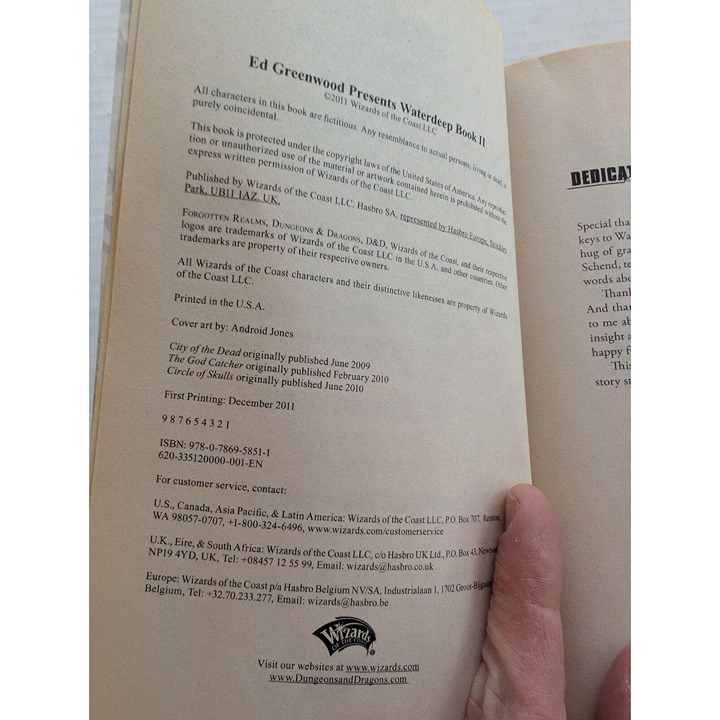 Ed Greenwood Presents Waterdeep Book II
©2011 Wizards of the Coast LLC
All characters in this book are fictitious. Any resemblance to actual persons, living or dead, is
purely coincidental.
This book is protected under the copyright laws of the United States of America. Any reproduc-
tion or unauthorized use of the material or artwork contained herein is prohibited without the
express written permission of Wizards of the Coast LLC.
Published by Wizards of the Coast LLC. Hasbro SA, represented by Hasbro Europe, Stockley
Park, UB11 1AZ, UK.
FORGOTTEN REALMS, DUNGEONS & DRAGONS, D&D, Wizards of the Coast, and their respective
logos are trademarks of Wizards of the Coast LLC in the U.S.A. and other countries. Other
trademarks are property of their respective owners.
All Wizards of the Coast characters and their distinctive likenesses are property of Wizards
of the Coast LLC.
Printed in the U.S.A.
Cover art by: Android Jones
City of the Dead originally published June 2009
The God Catcher originally published February 2010
Circle of Skulls originally published June 2010
First Printing: December 2011
9 8 7 6 5 4 3 2 1
ISBN: 978-0-7869-5851-1
620-335120000-001-EN
For customer service, contact:
U.S., Canada, Asia Pacific, & Latin America: Wizards of the Coast LLC, P.O. Box 707, Renton,
WA 98057-0707, +1-800-324-6496, www.wizards.com/customerservice
U.K., Eire, & South Africa: Wizards of the Coast LLC, c/o Hasbro UK Ltd., P.O. Box 43, Newport
NP19 4YD, UK, Tel: +08457 12 55 99, Email: wizards@hasbro.co.uk
Europe: Wizards of the Coast p/a Hasbro Belgium NV/SA, Industrialaan 1, 1702 Groot-Bijgaar
Belgium, Tel: +32.70.233.277, Email: wizards@hasbro.be
Wizards
OF THE COAST
Visit our websites at www.wizards.com
www.DungeonsandDragons.com
DEDICAT
Special tha
keys to Wa
hug of gra
Schend, te
words abo
Thank
And than
to me ab
insight a
happy f
This
story st